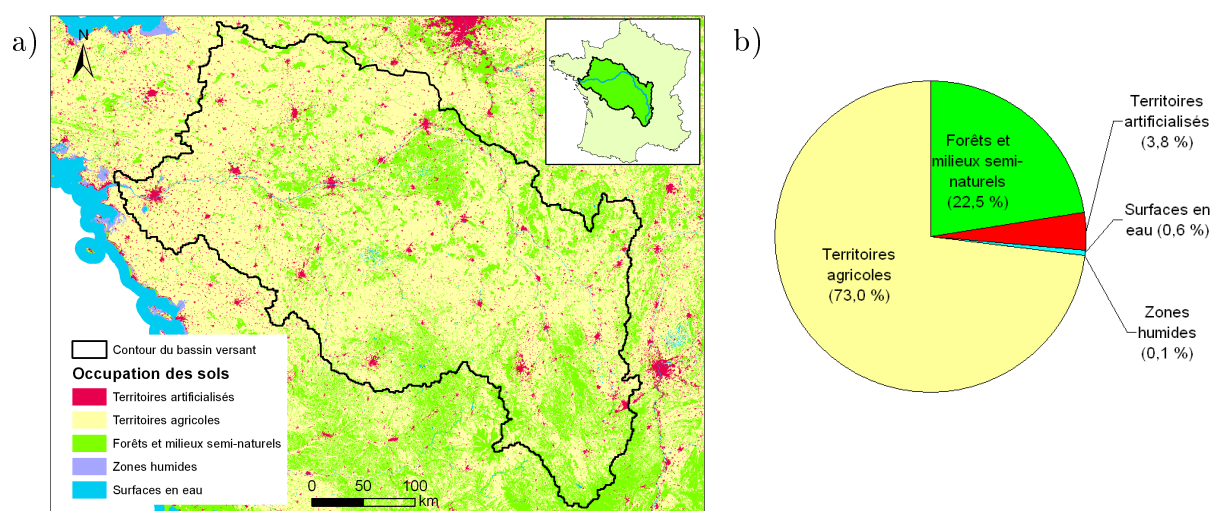 a)
N
Contour du bassin versant
Occupation des sols
Territoires artificialisés
Territoires agricoles
Forêts et milieux semi-naturels
Zones humides
Surfaces en eau
0 50 100
km
b)
Forêts et
milieux semi-
naturels
(22,5 %)
Territoires
artificialisés
(3,8 %)
Surfaces en
eau (0,6 %)
Zones
humides
(0,1 %)
Territoires
agricoles
(73,0 %)